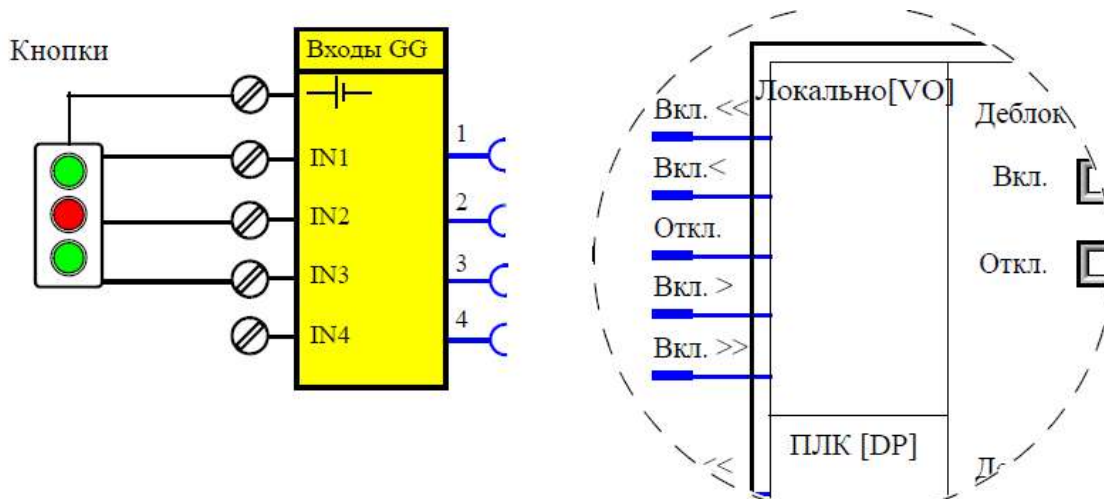 Кнопки
Входы GG
IN1
IN2
IN3
IN4
1
2
3
4
Локально[VO]
Вкл. <<
Вкл.<
Откл.
Вкл. >
Вкл. >>
ПЛК [DP]
<<
Деблок
Вкл.
Откл.